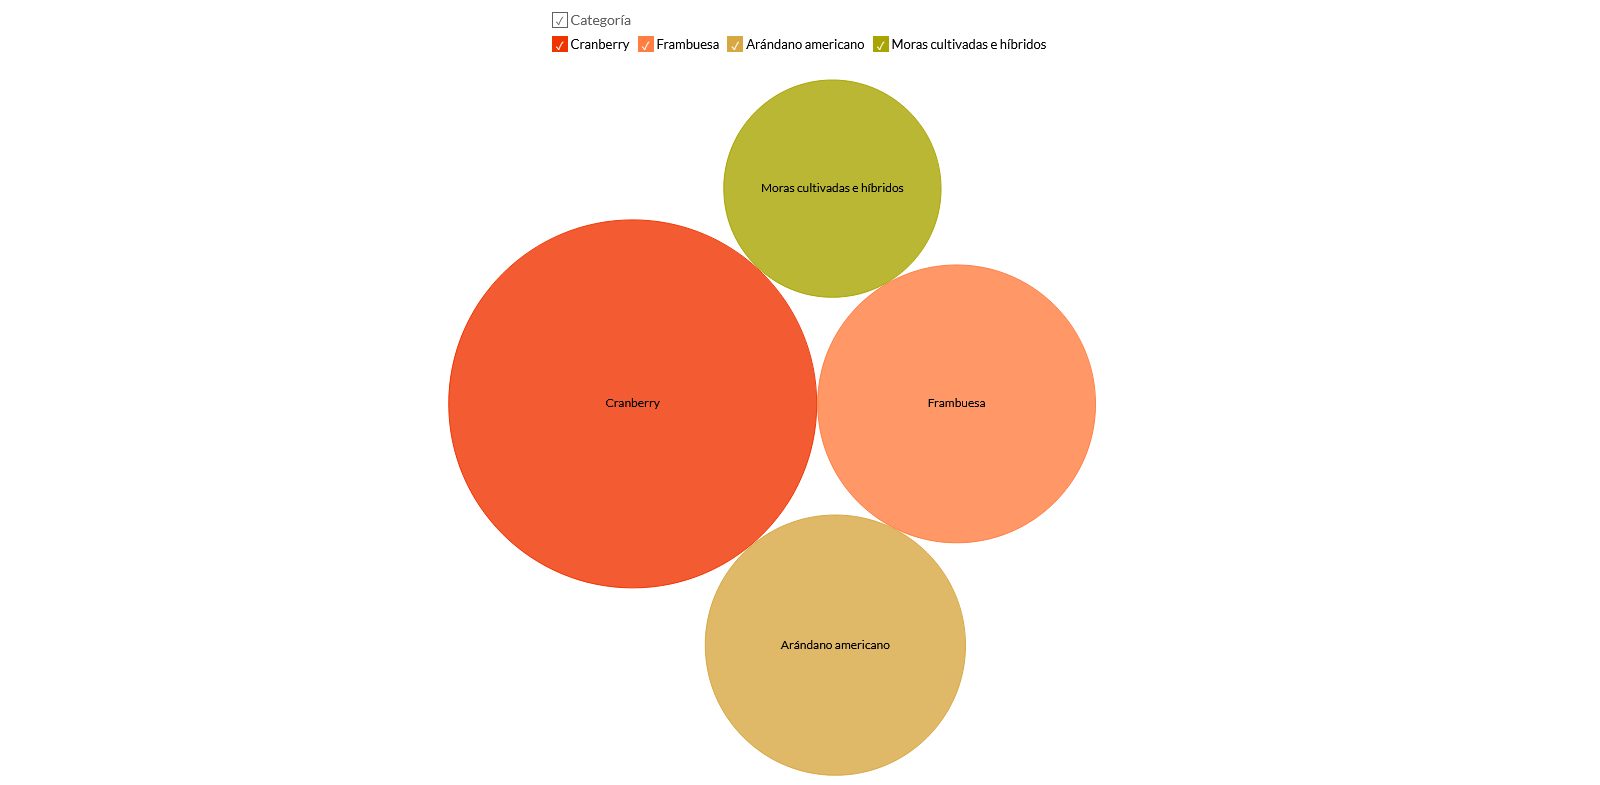 Categoría
Cranberry Frambuesa Arándano americano Moras cultivadas e híbridos
Moras cultivadas e híbridos
Cranberry
Frambuesa
Arándano americano